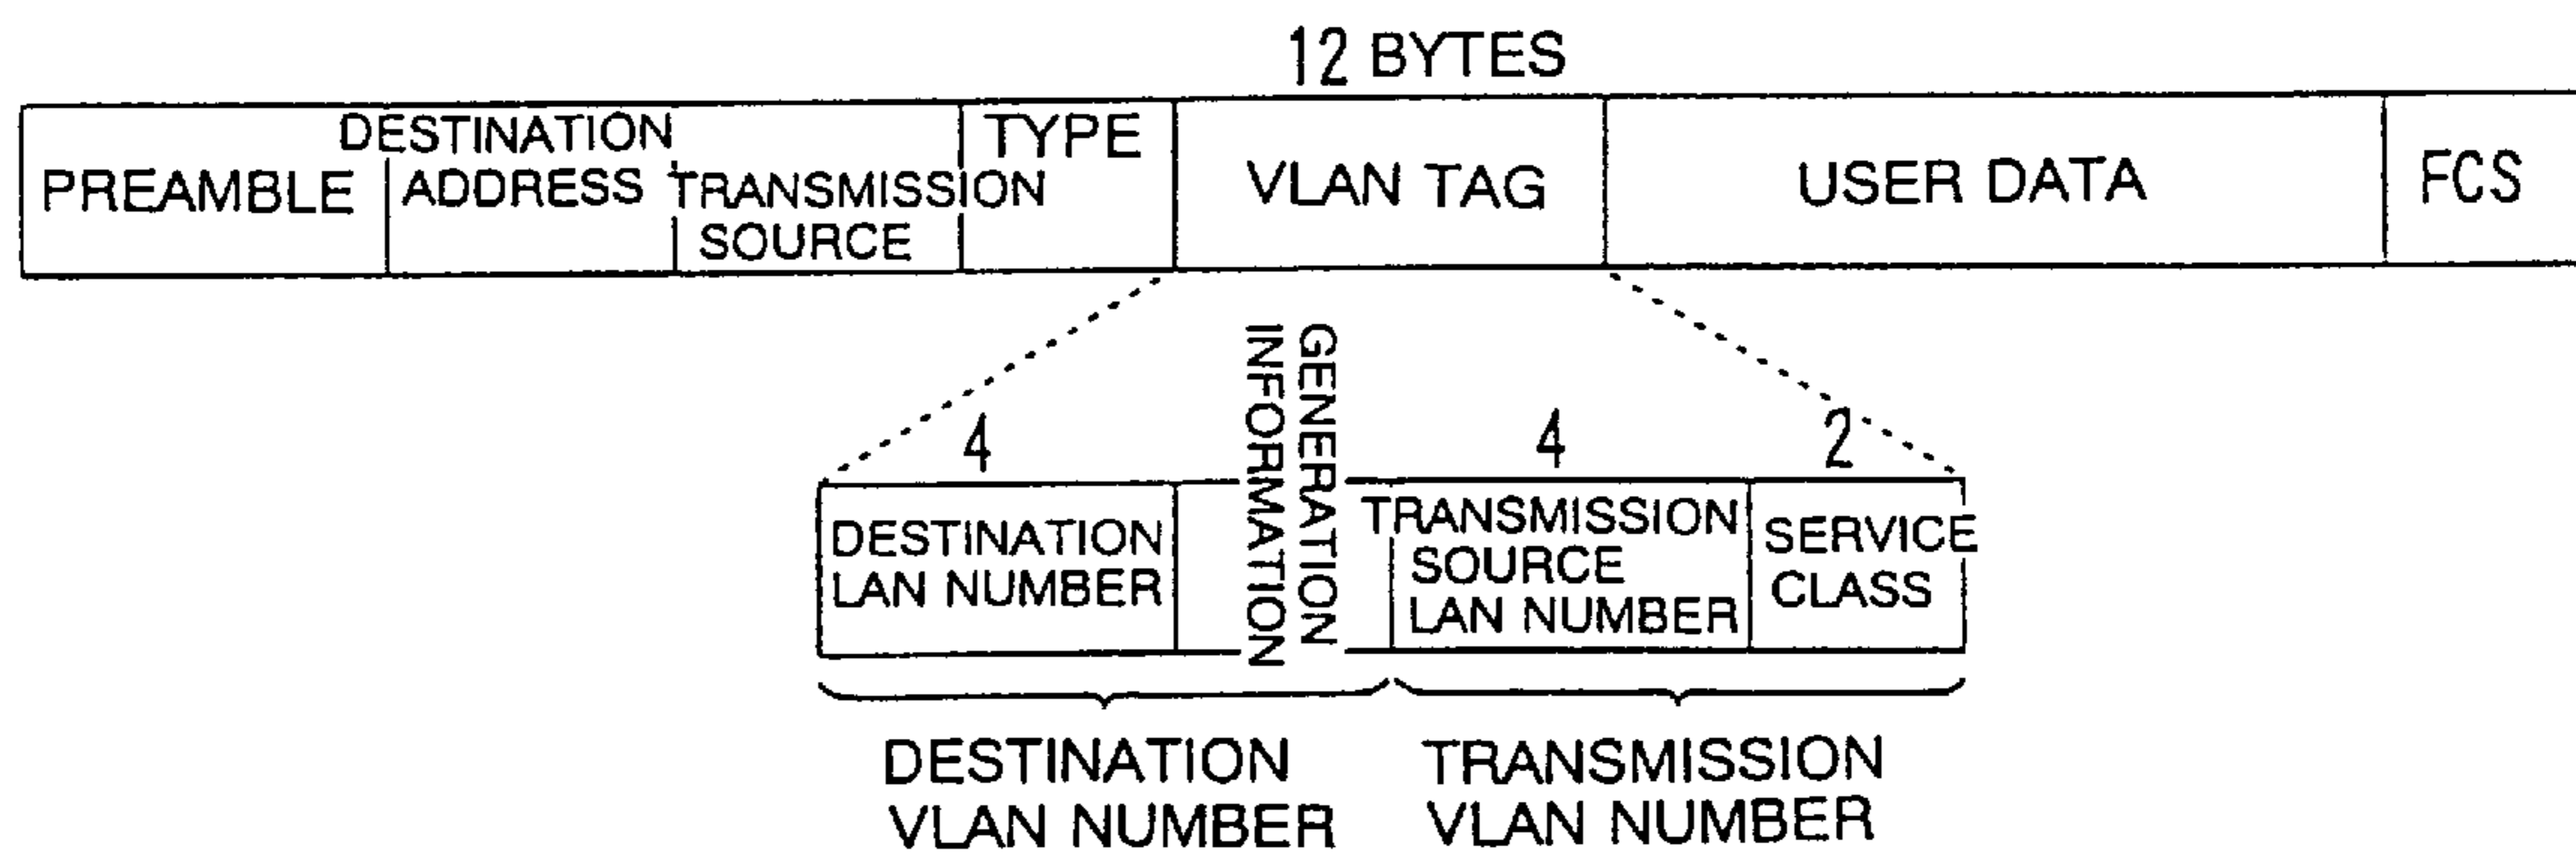 12 BYTES
PREAMBLE
DESTINATION
ADDRESS
TRANSMISSION
SOURCE
TYPE
VLAN TAG
USER DATA
FCS
4
GENERATION
INFORMATION
4
2
DESTINATION
LAN NUMBER
TRANSMISSION
SOURCE
LAN NUMBER
SERVICE
CLASS
DESTINATION
VLAN NUMBER
TRANSMISSION
VLAN NUMBER